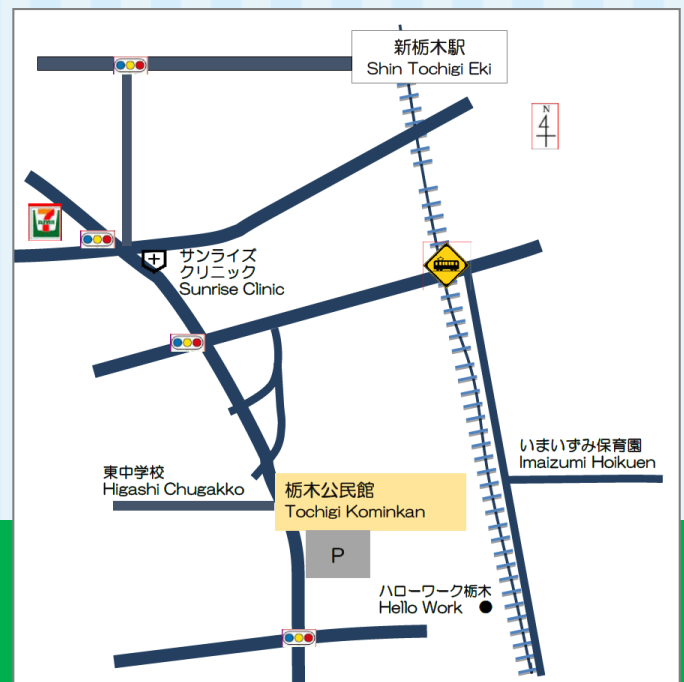 新栃木駅
Shin Tochigi Eki
N
7
ELEVEN
サンライズ
クリニック
Sunrise Clinic
いまいずみ保育園
Imaizumi Hoikuen
東中学校
Higashi Chugakko
栃木公民館
Tochigi Kominkan
P
ハローワーク栃木
Hello Work